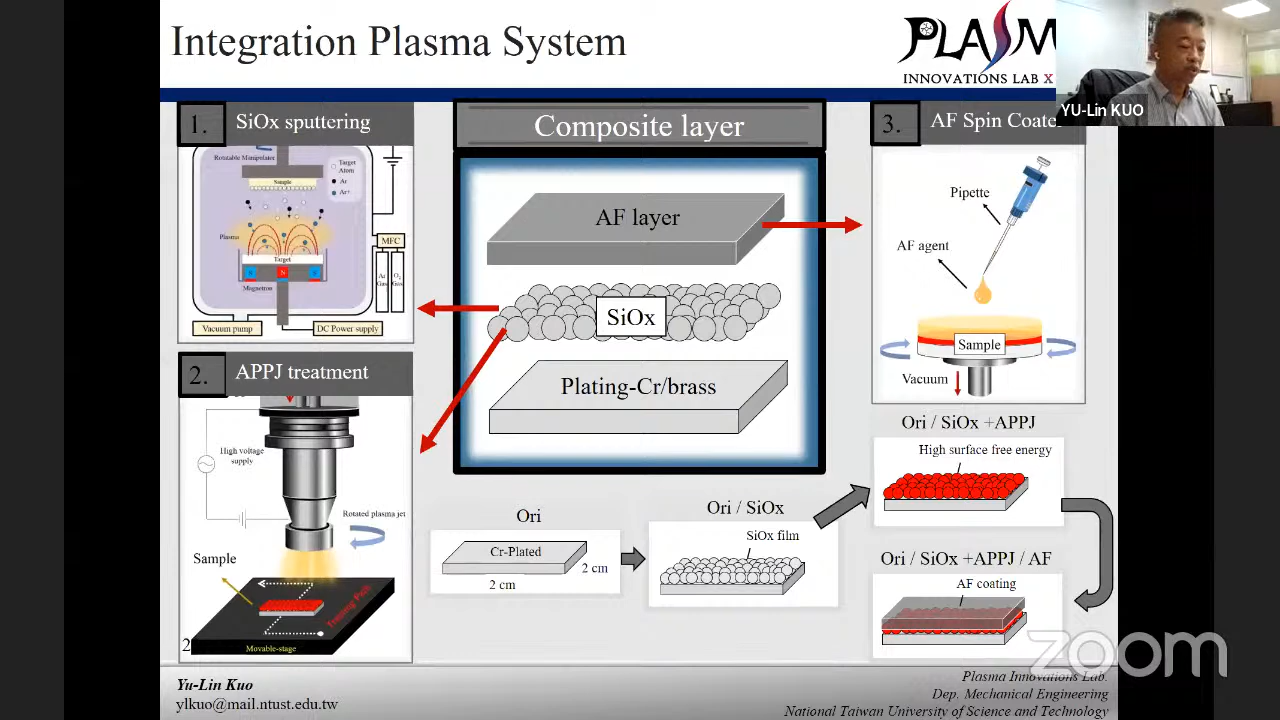 Integration Plasma System
PLASM
INNOVATIONS LAB X
YU-Lin KUO
1.
SiOx sputtering
Rotatable Manipulator
Sample
Target
Atom
Ar
Ar+
Plasma
Target
N
Magnetron
MFC
Ar
Gas
O2
Gas
Vacuum pump
DC Power supply
2.
APPJ treatment
High voltage
supply
Rotated plasma jet
Sample
Movable-stage
2
Composite layer
AF layer
SiOx
Plating-Cr/brass
3.
AF Spin Coate
Pipette
AF agent
Sample
Vacuum
Ori
Cr-Plated
2 cm
2 cm
Ori / SiOx
SiOx film
Ori / SiOx +APPJ
High surface free energy
Ori / SiOx +APPJ / AF
AF coating
zoom
Yu-Lin Kuo
ylkuo@mail.ntust.edu.tw
Plasma Innovations Lab.
Dep. Mechanical Engineering
National Taiwan University of Science and Technology